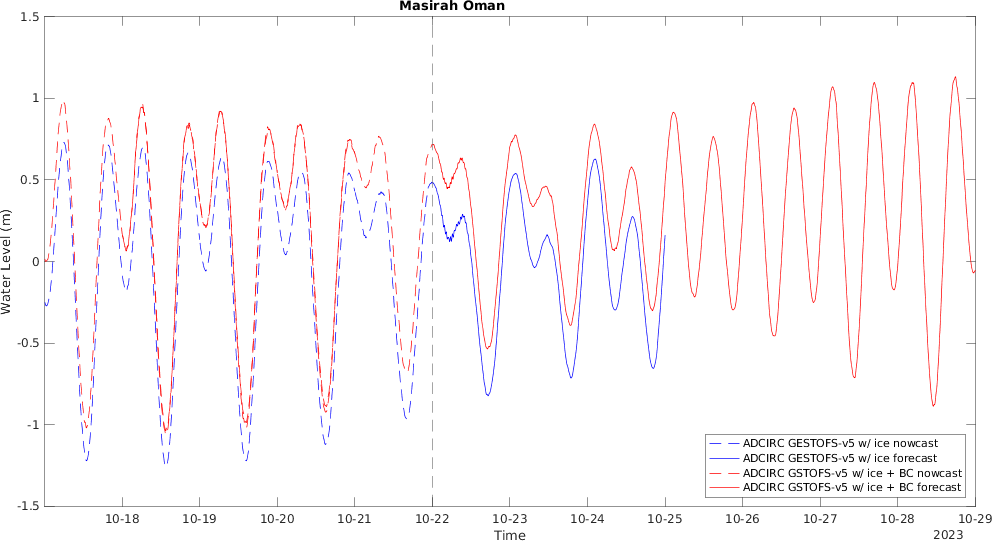 Masirah Oman
1.5
1
0.5
0
-0.5
-1
-1.5
Water Level (m)
ADCIRC GESTOFS-v5 w/ ice nowcast
ADCIRC GESTOFS-v5 w/ ice forecast
ADCIRC GSTOFS-v5 w/ ice + BC nowcast
ADCIRC GSTOFS-v5 w/ ice + BC forecast
10-18 10-19 10-20 10-21 10-22 10-23 10-24 10-25 10-26 10-27 10-28 10-29
Time
2023